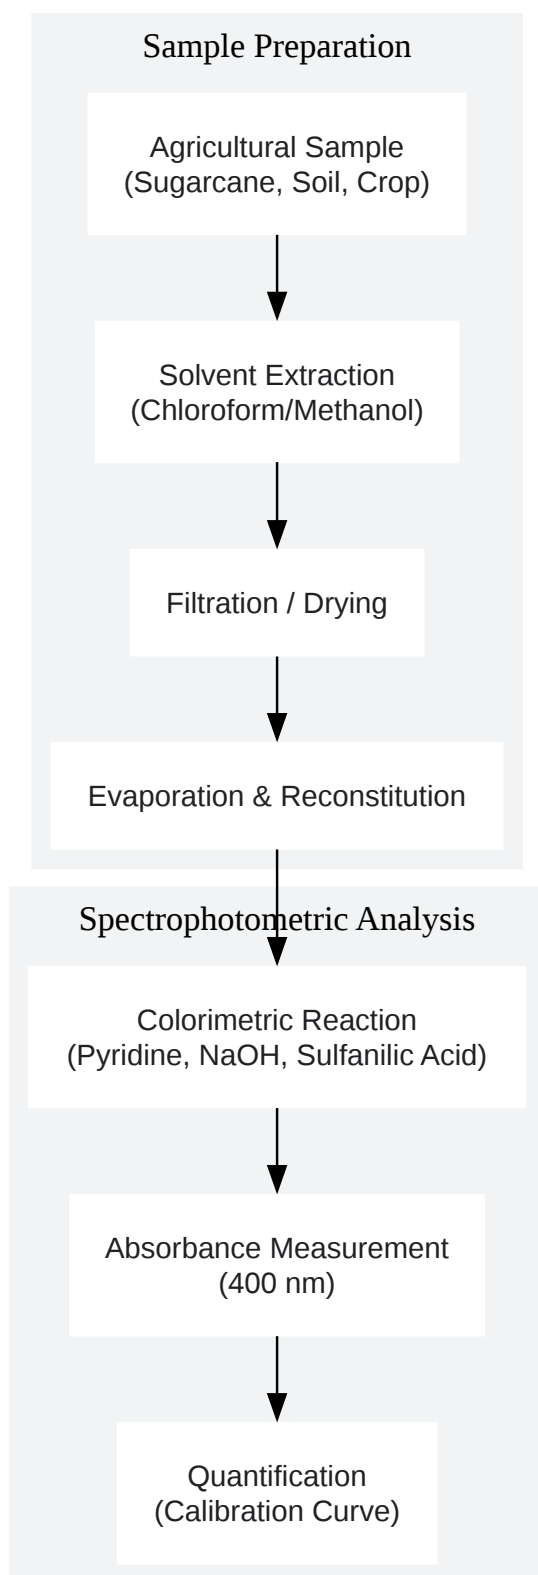 Sample Preparation
Agricultural Sample
(Sugarcane, Soil, Crop)
Solvent Extraction
(Chloroform/Methanol)
Filtration / Drying
Evaporation & Reconstitution
Spectrophotometric Analysis
Colorimetric Reaction
(Pyridine, NaOH, Sulfanilic Acid)
Absorbance Measurement
(400 nm)
Quantification
(Calibration Curve)